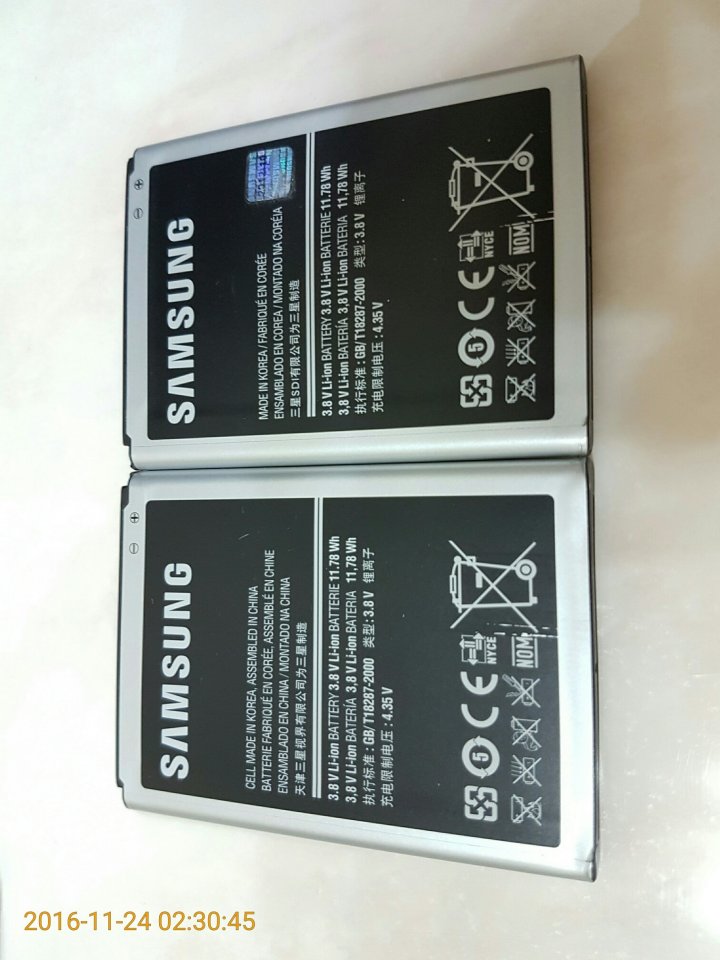 SAMSUNG
MADE IN KOREA / FABRIQUÉ EN CORÉE
ENSAMBLADO EN COREA / MONTADO NA CORÉIA
三星SDI有限公司为三星制造
3.8 V Li-ion BATTERY 3.8 V Li-ion BATTERIE 11.78 Wh
3,8 V Li-ion BATERÍA 3,8 V Li-ion BATERIA 11,78 Wh
执行标准 : GB/T18287-2000 类型 : 3.8 V 锂离子
充电限制电压 : 4.35 V
5
CE
NYCE
NOM
SAMSUNG
CELL MADE IN KOREA, ASSEMBLED IN CHINA
BATTERIE FABRIQUÉ EN CORÉE, ASSEMBLÉ EN CHINE
ENSAMBLADO EN CHINA / MONTADO NA CHINA
天津三星视界有限公司为三星制造
3.8 V Li-ion BATTERY 3.8 V Li-ion BATTERIE 11.78 Wh
3,8 V Li-ion BATERÍA 3,8 V Li-ion BATERIA 11,78 Wh
执行标准 : GB/T18287-2000 类型 : 3.8 V 锂离子
充电限制电压 : 4.35 V
5
CE
NYCE
NOM
2016-11-24 02:30:45